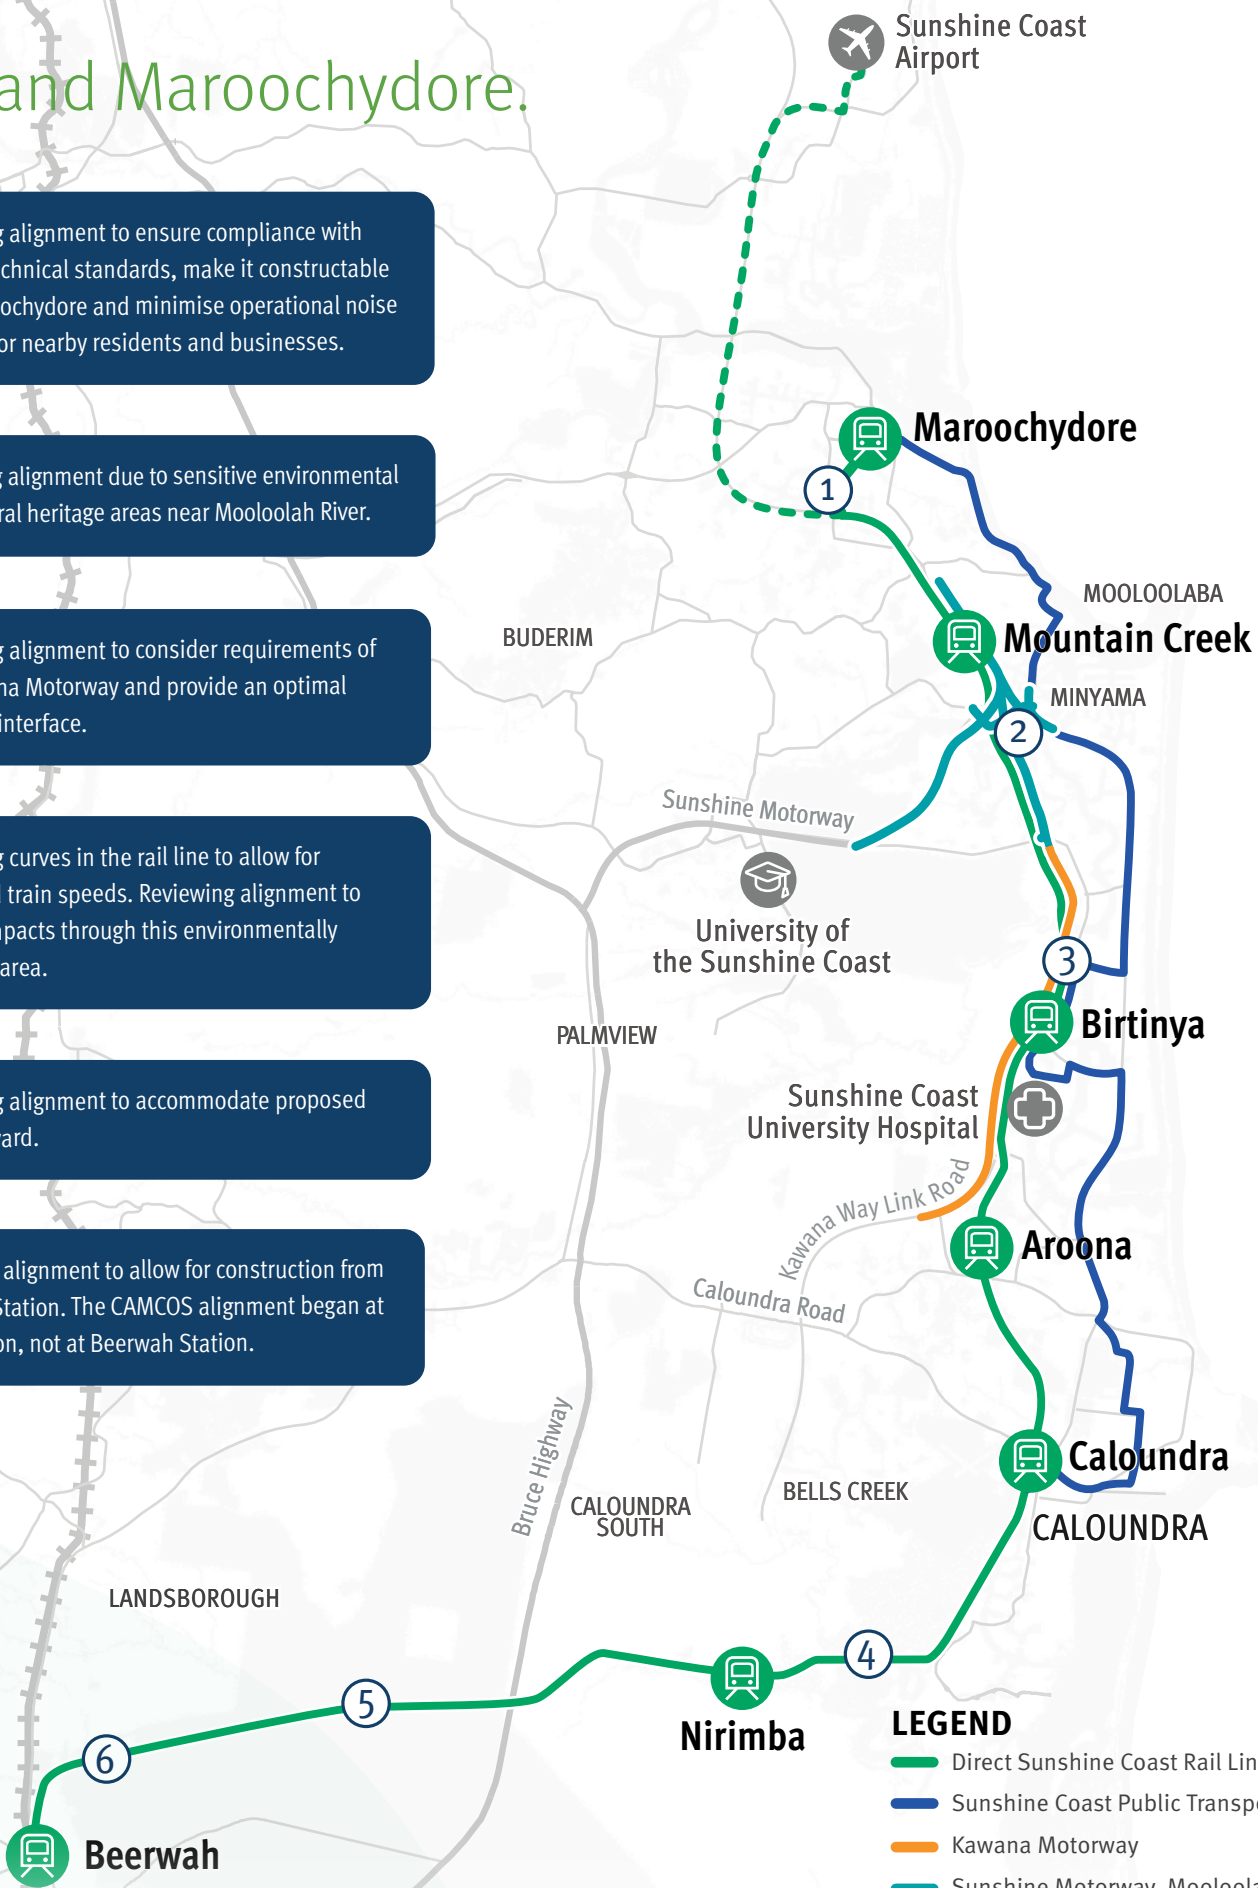 and Maroochydore.
alignment to ensure compliance with
chnical standards, make it constructable
ochydore and minimise operational noise
or nearby residents and businesses.
alignment due to sensitive environmental
ral heritage areas near Mooloolah River.
alignment to consider requirements of
na Motorway and provide an optimal
interface.
curves in the rail line to allow for
train speeds. Reviewing alignment to
npacts through this environmentally
area.
alignment to accommodate proposed
ard.
alignment to allow for construction from
Station. The CAMCOS alignment began at
on, not at Beerwah Station.
Sunshine Coast
Airport
Maroochydore
1
MOOLOOLABA
BUDERIM
Mountain Creek
MINYAMA
2
Sunshine Motorway
University of
the Sunshine Coast
3
Birtinya
PALMVIEW
Sunshine Coast
University Hospital
Kawana Way Link Road
Aroona
Caloundra Road
Bruce Highway
Caloundra
BELLS CREEK
CALOUNDRA
SOUTH
CALOUNDRA
LANDSBOROUGH
4
5
Nirimba
6
Beerwah
LEGEND
Direct Sunshine Coast Rail Lin
Sunshine Coast Public Transp
Kawana Motorway
Sunshine Motorway, Mooloola